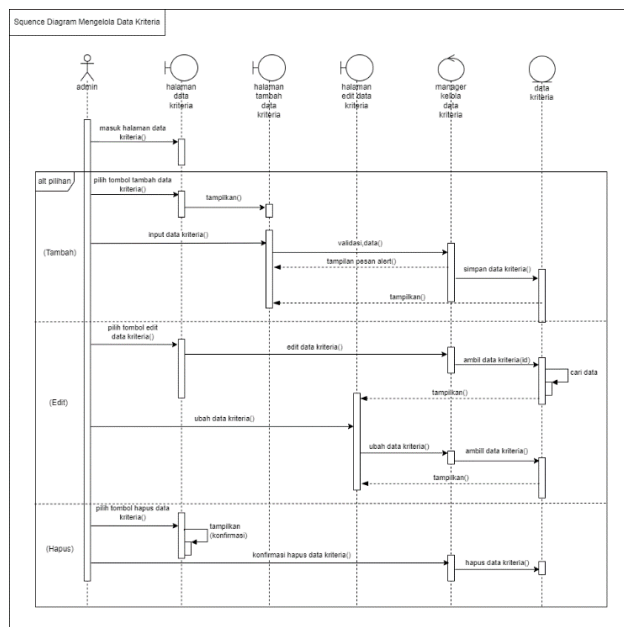 Squence Diagram Mengelola Data Kriteria
admin
halaman
data
kriteria
halaman
tambah
data
kriteria
halaman
edit data
kriteria
manager
kelola
data
kriteria
data
kriteria
masuk halaman data
kriteria()
alt pilihan
pilih tombol tambah data
kriteria()
tampilkan()
input data kriteria()
validasi data()
(Tambah)
tampilan pesan alert()
simpan data kriteria()
tampilkan()
pilih tombol edit
data kriteria()
edit data kriteria()
ambil data kriteria(id)
cari data
tampilkan()
(Edit)
ubah data kriteria()
ubah data kriteria()
ambill data kriteria()
tampilkan()
pilih tombol hapus data
kriteria()
tampilkan
(konfirmasi)
(Hapus)
konfirmasi hapus data kriteria()
hapus data kriteria()